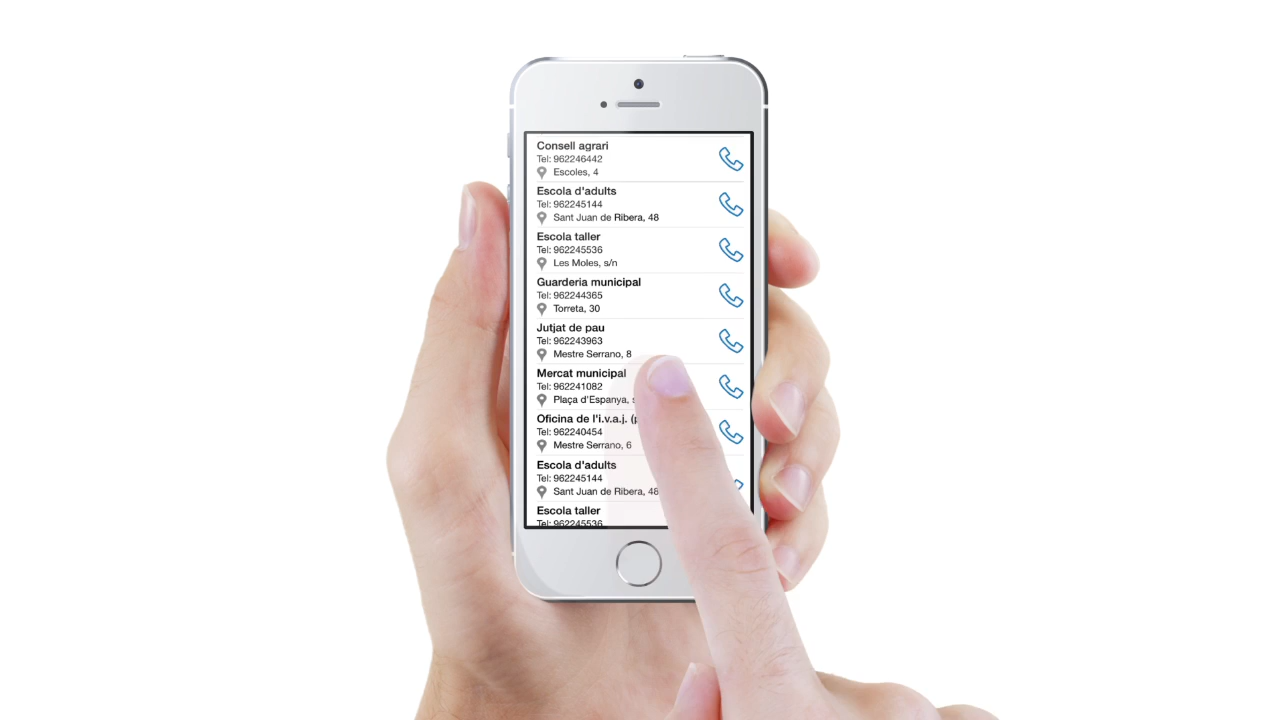 Consell agrari
Tel: 962246442
Escoles, 4
Escola d'adults
Tel: 962245144
Sant Juan de Ribera, 48
Escola taller
Tel: 962245536
Les Moles, s/n
Guarderia municipal
Tel: 962244365
Torreta, 30
Jutjat de pau
Tel: 962243963
Mestre Serrano, 8
Mercat municipal
Tel: 962241082
Plaça d'Espanya,
Oficina de l'i.v.a.j.
Tel: 962240454
Mestre Serrano, 6
Escola d'adults
Tel: 962245144
Sant Juan de Ribera, 48
Escola taller
Tel: 962245536